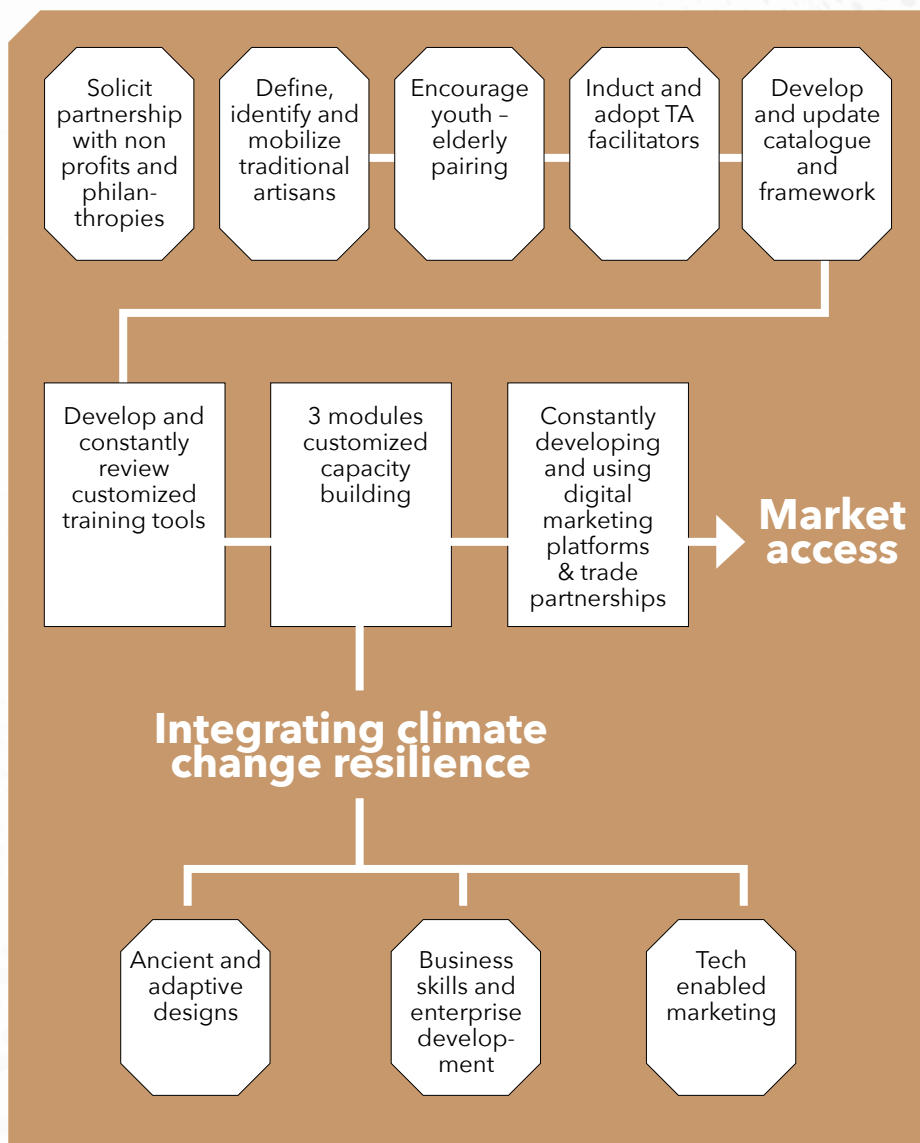 Solicit
partnership
with non
profits and
philan-
thropies
Define,
identify and
mobilize
traditional
artisans
Encourage
youth –
elderly
pairing
Induct and
adopt TA
facilitators
Develop
and update
catalogue
and
framework
Develop and
constantly
review
customized
training tools
3 modules
customized
capacity
building
Constantly
developing
and using
digital
marketing
platforms
& trade
partnerships
Market
access
Integrating climate
change resilience
Ancient and
adaptive
designs
Business
skills and
enterprise
develop-
ment
Tech
enabled
marketing